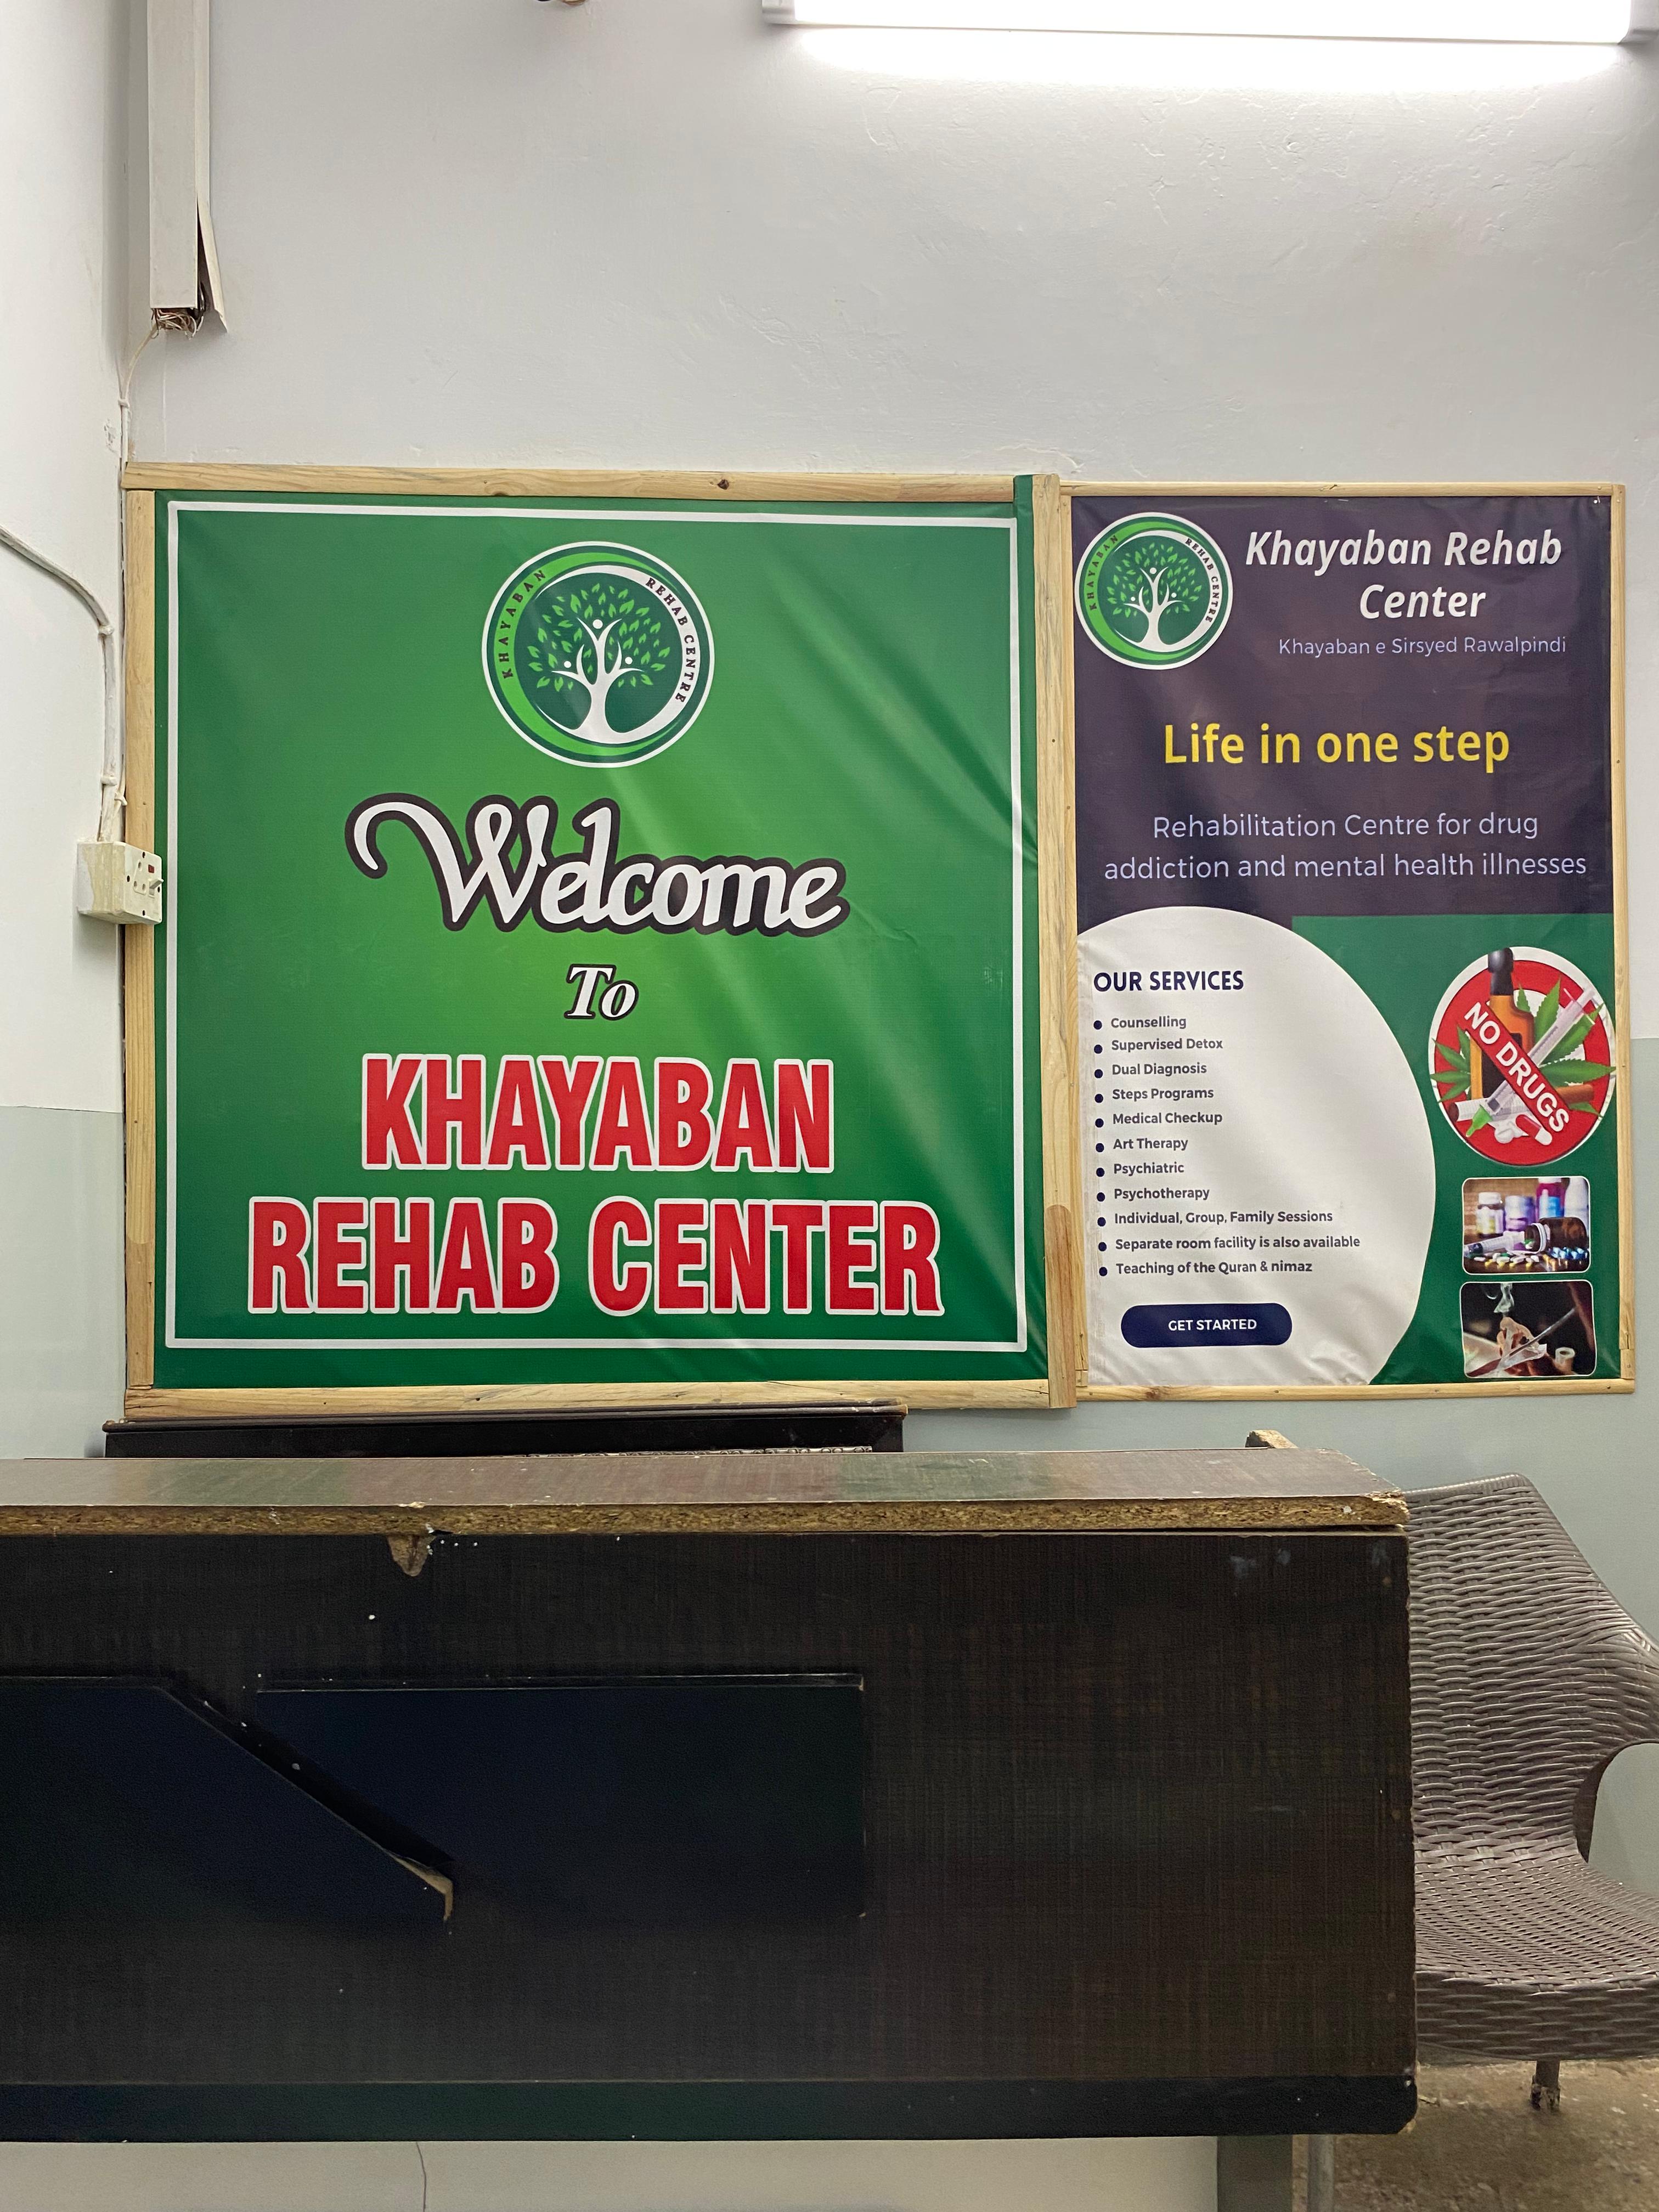 KHAYABAN REHAB CENTRE
Welcome
To
KHAYABAN
REHAB CENTER
KHAYABAN REHAB CENTRE
Khayaban Rehab
Center
Khayaban e Sirsyed Rawalpindi
Life in one step
Rehabilitation Centre for drug
addiction and mental health illnesses
OUR SERVICES
Counselling
Supervised Detox
Dual Diagnosis
Steps Programs
Medical Checkup
Art Therapy
Psychiatric
Psychotherapy
Individual, Group, Family Sessions
Separate room facility is also available
Teaching of the Quran & nimaz
GET STARTED
NO DRUGS